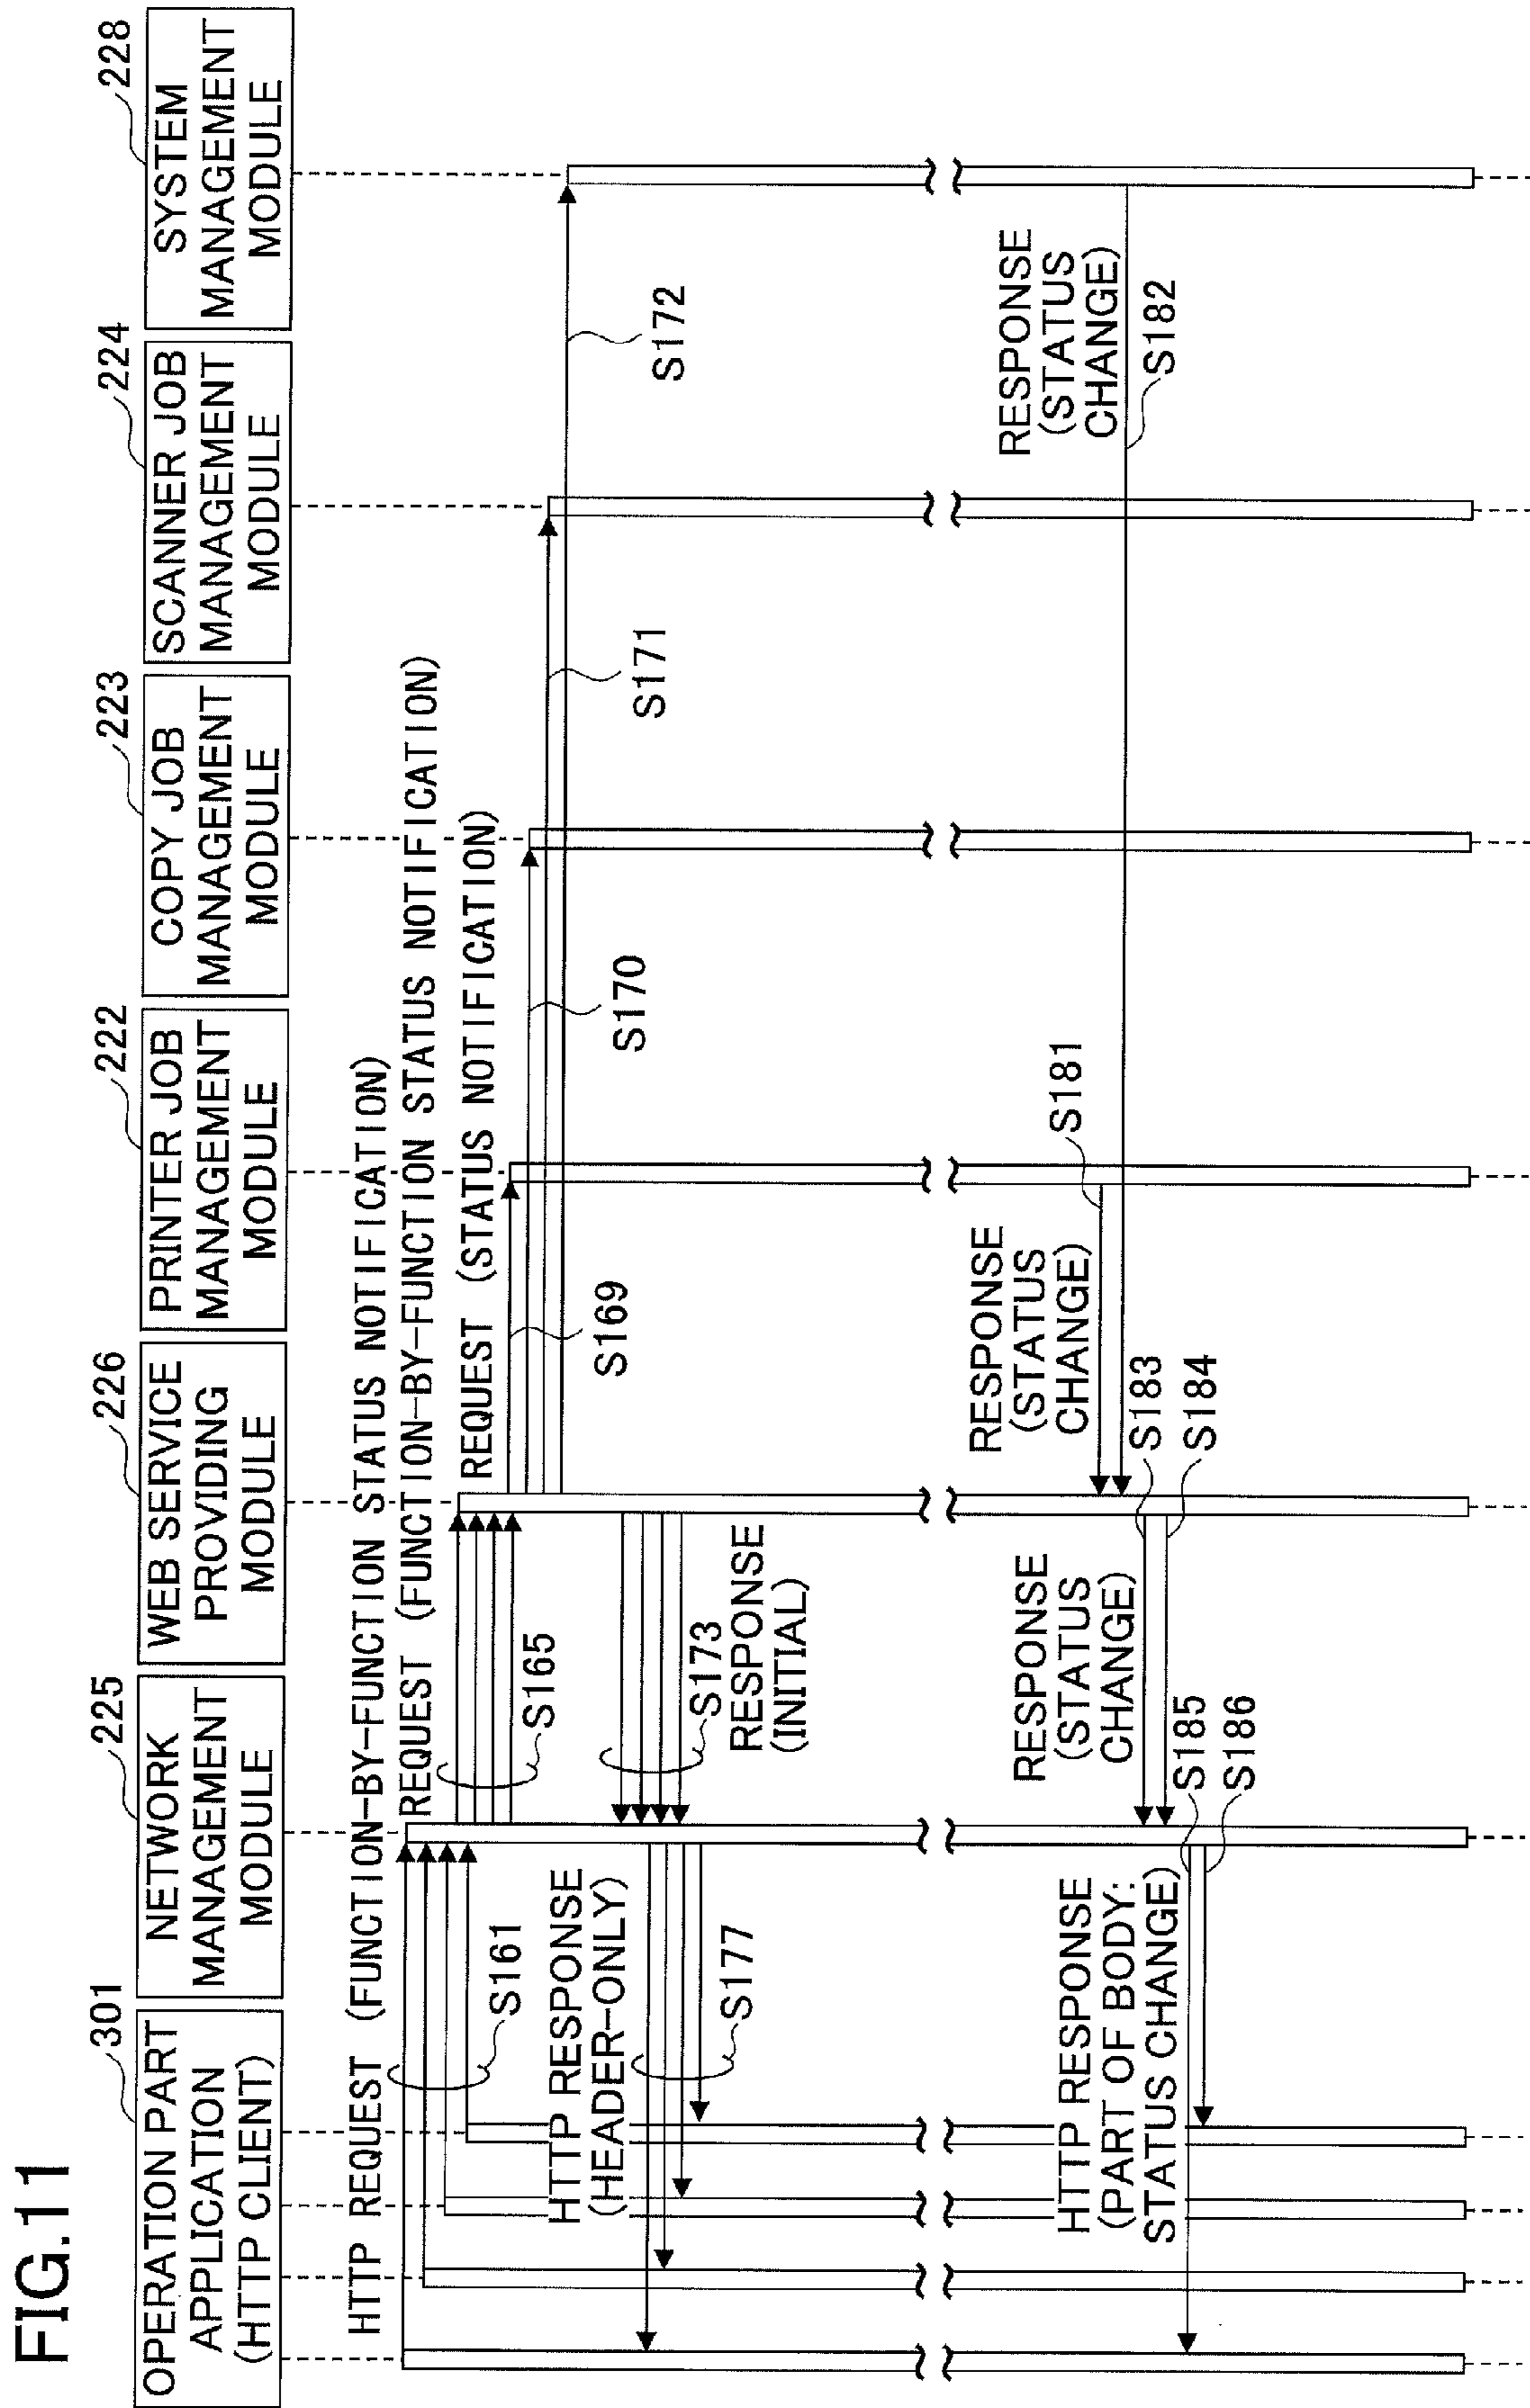 FIG.11
301
OPERATION PART
APPLICATION
(HTTP CLIENT)
225
NETWORK
MANAGEMENT
MODULE
226
WEB SERVICE
PROVIDING
MODULE
222
PRINTER JOB
MANAGEMENT
MODULE
223
COPY JOB
MANAGEMENT
MODULE
224
SCANNER JOB
MANAGEMENT
MODULE
228
SYSTEM
MANAGEMENT
MODULE
HTTP REQUEST (FUNCTION-BY-FUNCTION STATUS NOTIFICATION)
REQUEST (FUNCTION-BY-FUNCTION STATUS NOTIFICATION)
REQUEST (STATUS NOTIFICATION)
S161
S165
S169
S170
S171
S172
HTTP RESPONSE
(HEADER-ONLY)
S177
S173
RESPONSE
(INITIAL)
RESPONSE
(STATUS
CHANGE)
S181
RESPONSE
(STATUS
CHANGE)
S182
RESPONSE
(STATUS
CHANGE)
S183
S184
HTTP RESPONSE
(PART OF BODY:
STATUS CHANGE)
S185
S186